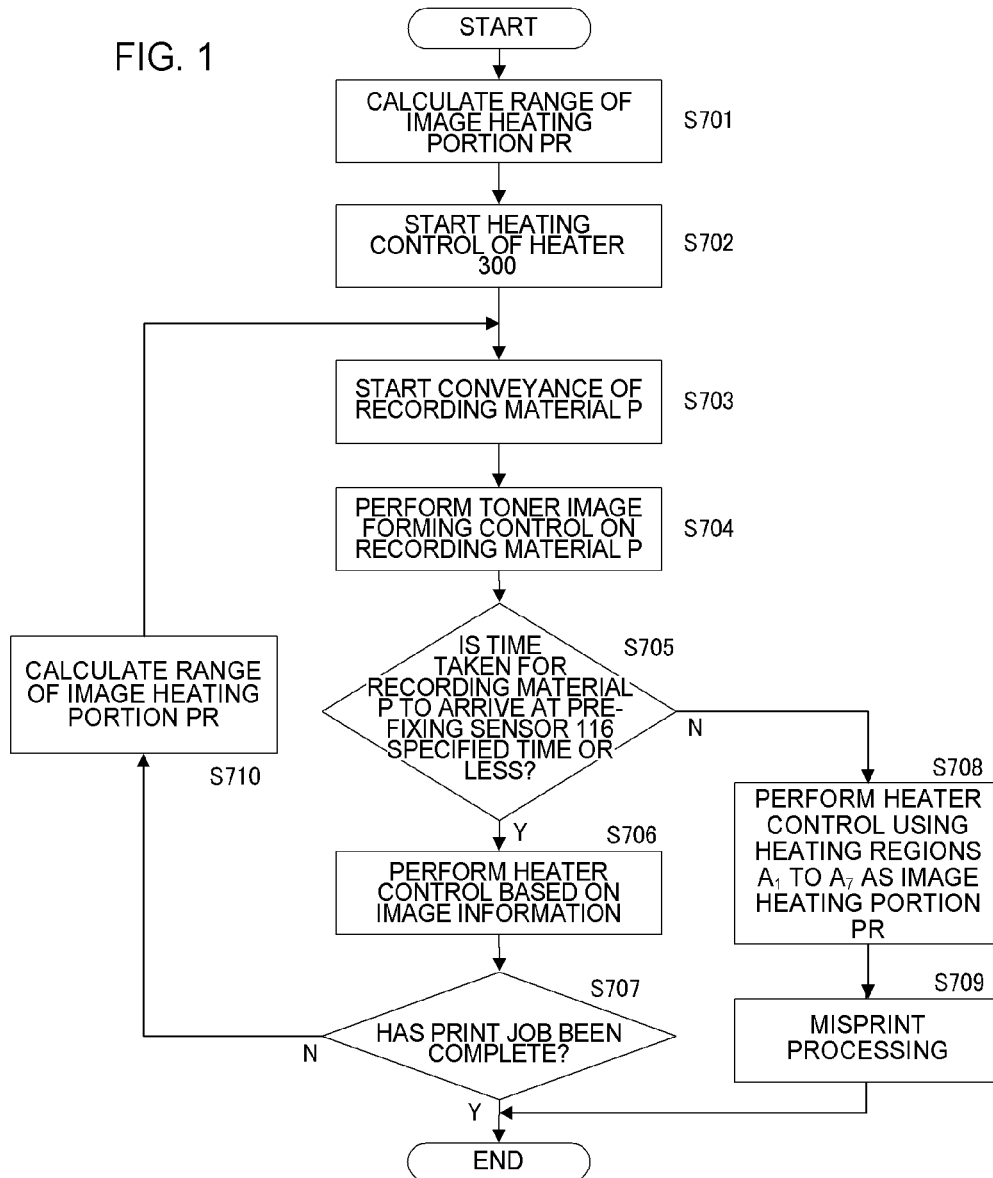 FIG. 1
START
CALCULATE RANGE OF
IMAGE HEATING
PORTION PR
S701
START HEATING
CONTROL OF HEATER
300
S702
START CONVEYANCE OF
RECORDING MATERIAL P
S703
PERFORM TONER IMAGE
FORMING CONTROL ON
RECORDING MATERIAL P
S704
IS TIME
TAKEN FOR
RECORDING MATERIAL
P TO ARRIVE AT PRE-
FIXING SENSOR 116
SPECIFIED TIME OR
LESS?
S705
N
Y
S706
PERFORM HEATER
CONTROL BASED ON
IMAGE INFORMATION
S707
HAS PRINT JOB BEEN
COMPLETE?
N
Y
CALCULATE RANGE
OF IMAGE HEATING
PORTION PR
S710
S708
PERFORM HEATER
CONTROL USING
HEATING REGIONS
A₁ TO A₇ AS IMAGE
HEATING PORTION
PR
S709
MISPRINT
PROCESSING
END